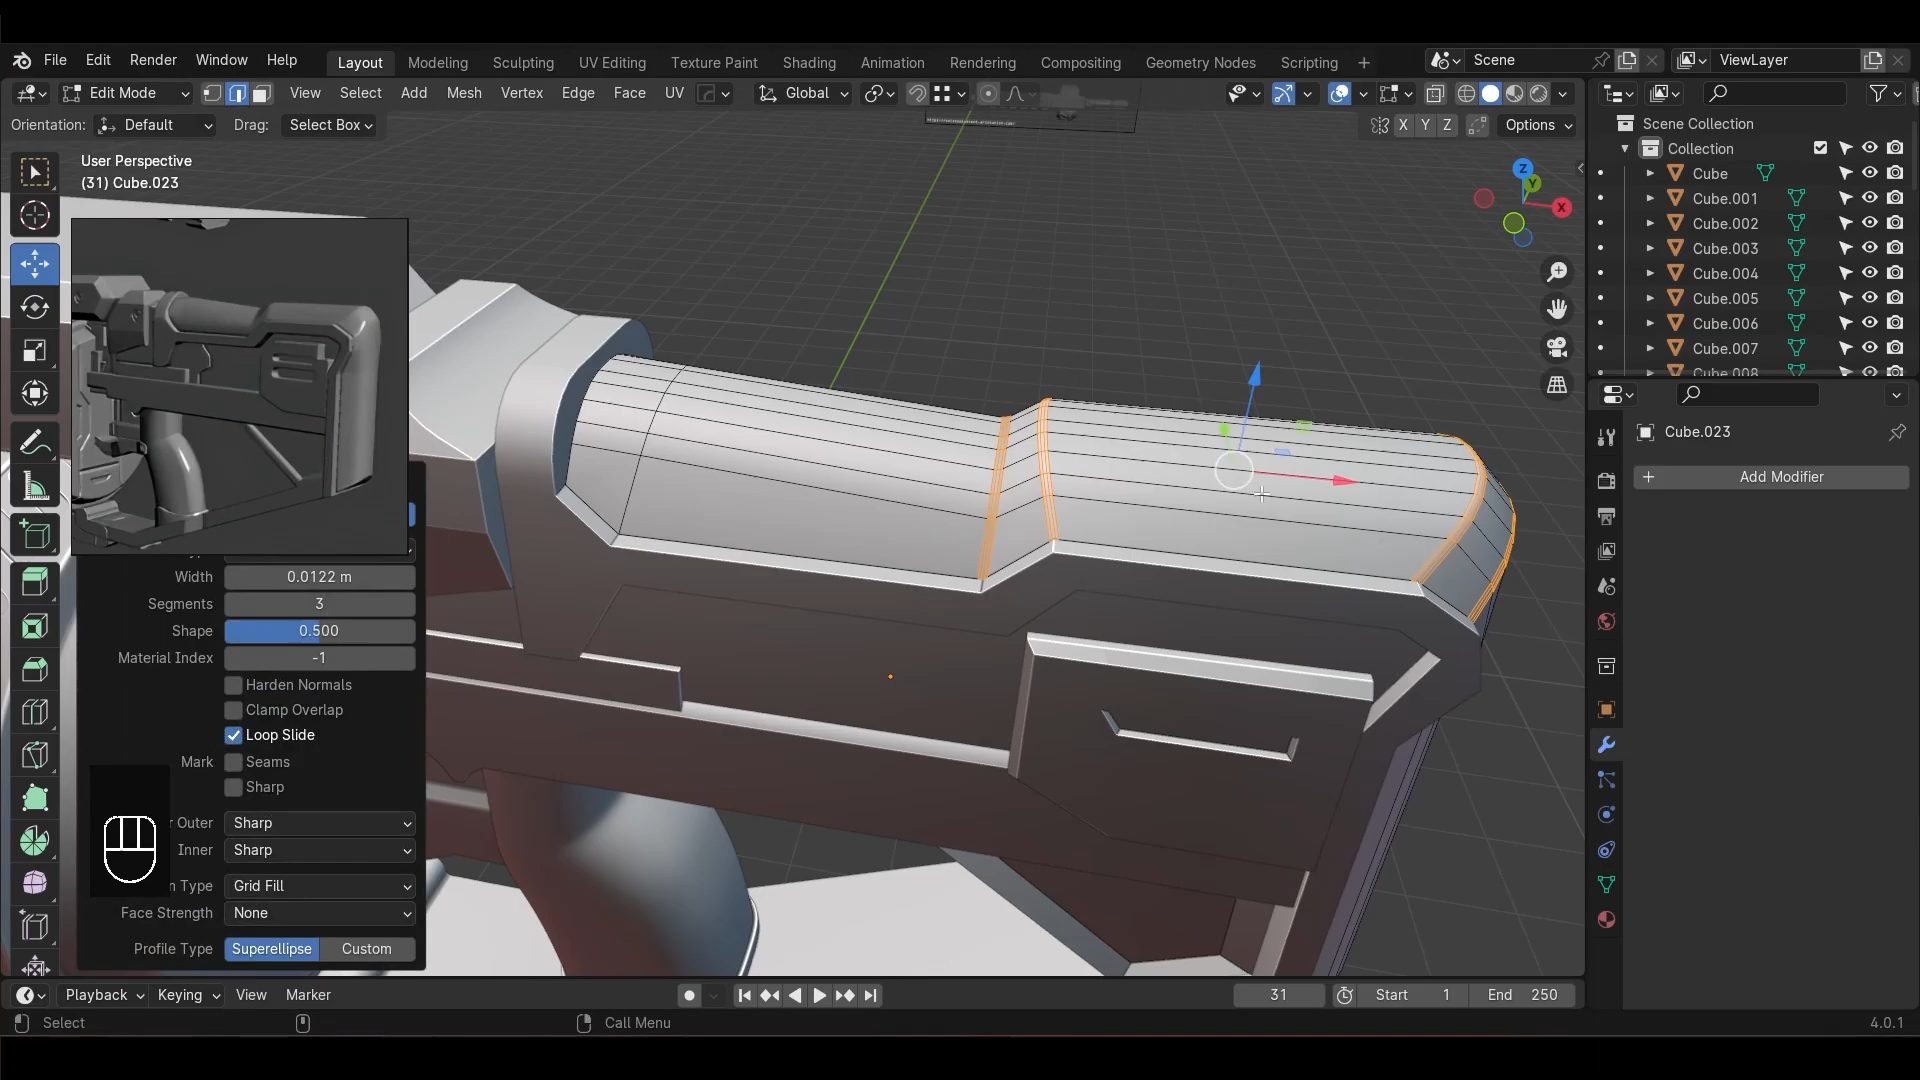 File Edit Render Window Help Layout Modeling Sculpting UV Editing Texture Paint Shading Animation Rendering Compositing Geometry Nodes Scripting + Scene ViewLayer
Edit Mode View Select Add Mesh Vertex Edge Face UV Global
Orientation: Default Drag: Select Box X Y Z Options
User Perspective
(31) Cube.023
Z
Y
X
Scene Collection
Collection
Cube
Cube.001
Cube.002
Cube.003
Cube.004
Cube.005
Cube.006
Cube.007
Cube.008
Cube.023
+ Add Modifier
Width 0.0122 m
Segments 3
Shape 0.500
Material Index -1
Harden Normals
Clamp Overlap
Loop Slide
Mark Seams
Sharp
r Outer Sharp
Inner Sharp
n Type Grid Fill
Face Strength None
Profile Type Superellipse Custom
Playback Keying View Marker 31 Start 1 End 250
Select Call Menu 4.0.1